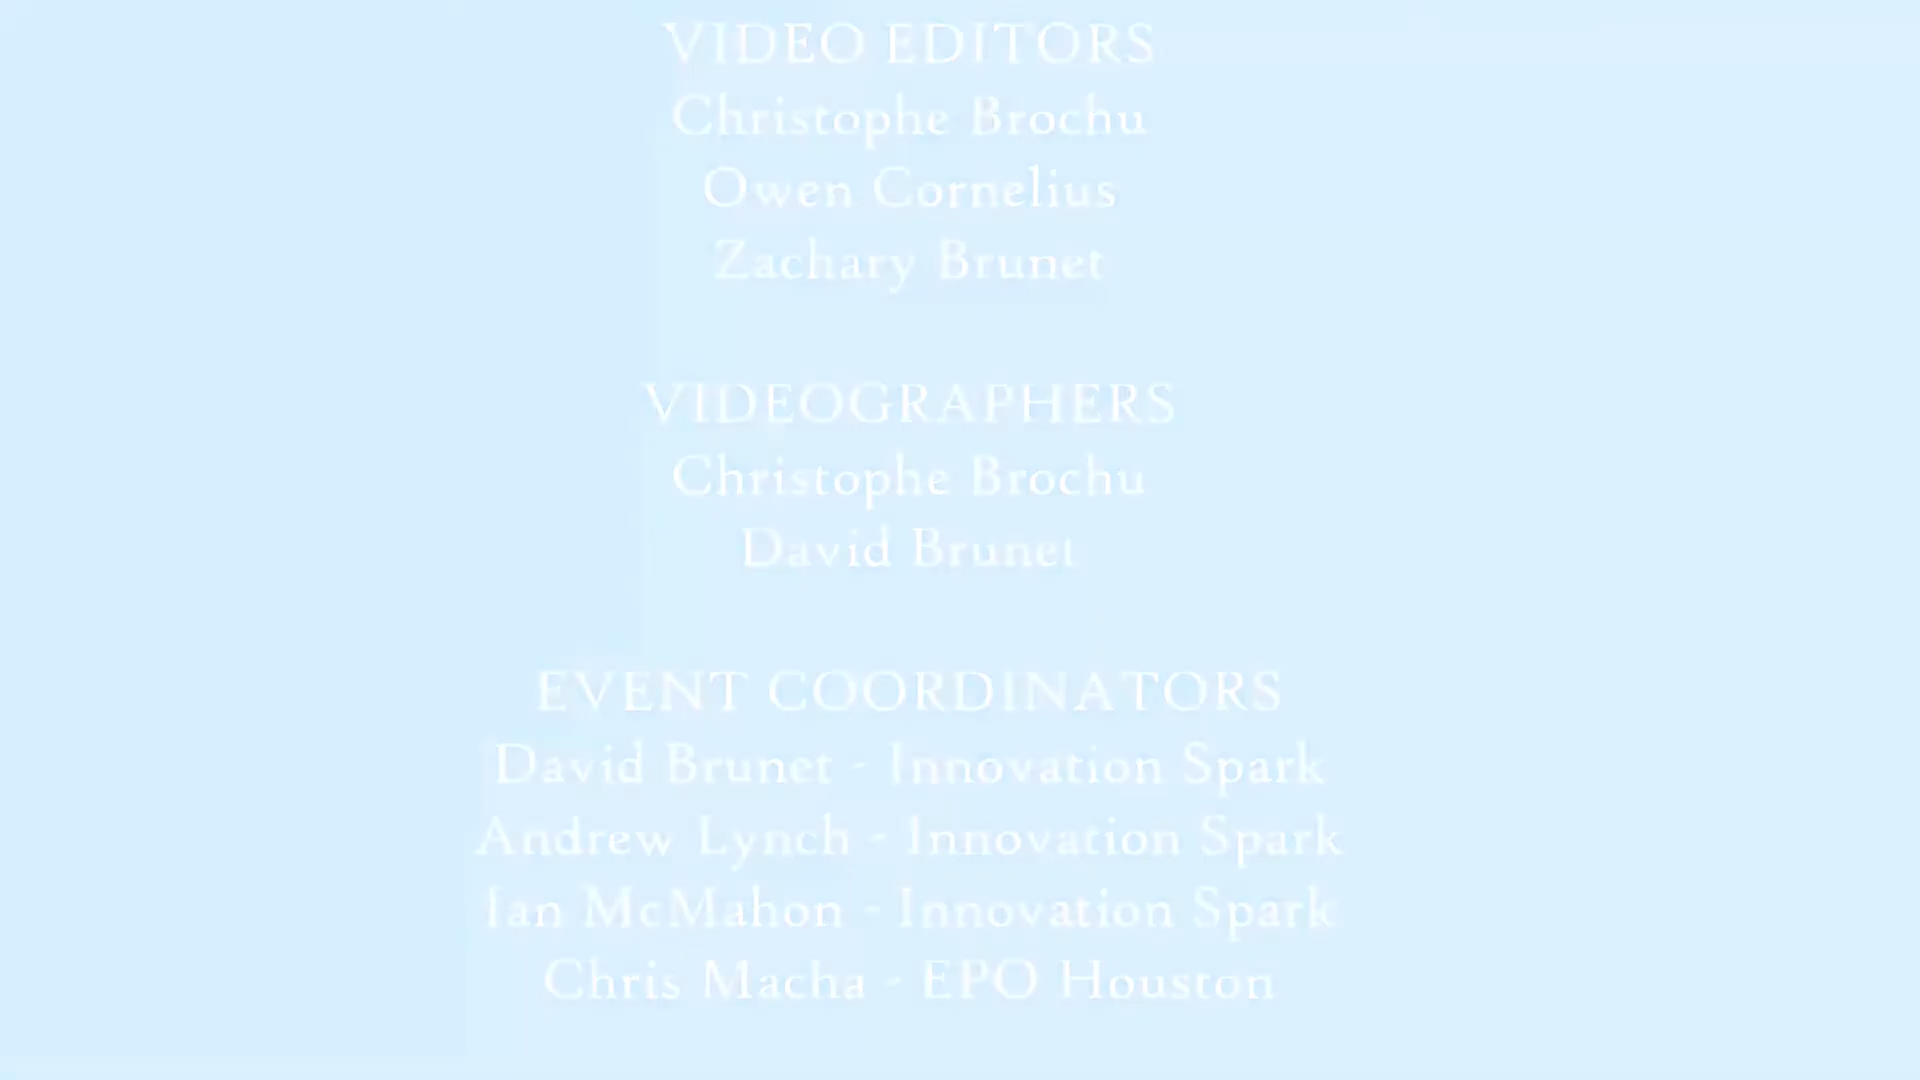 VIDEO EDITORS
Christophe Brochu
Owen Cornelius
Zachary Brunet
VIDEOGRAPHERS
Christophe Brochu
David Brunet
EVENT COORDINATORS
David Brunet - Innovation Spark
Andrew Lynch - Innovation Spark
Ian McMahon - Innovation Spark
Chris Macha - EPO Houston